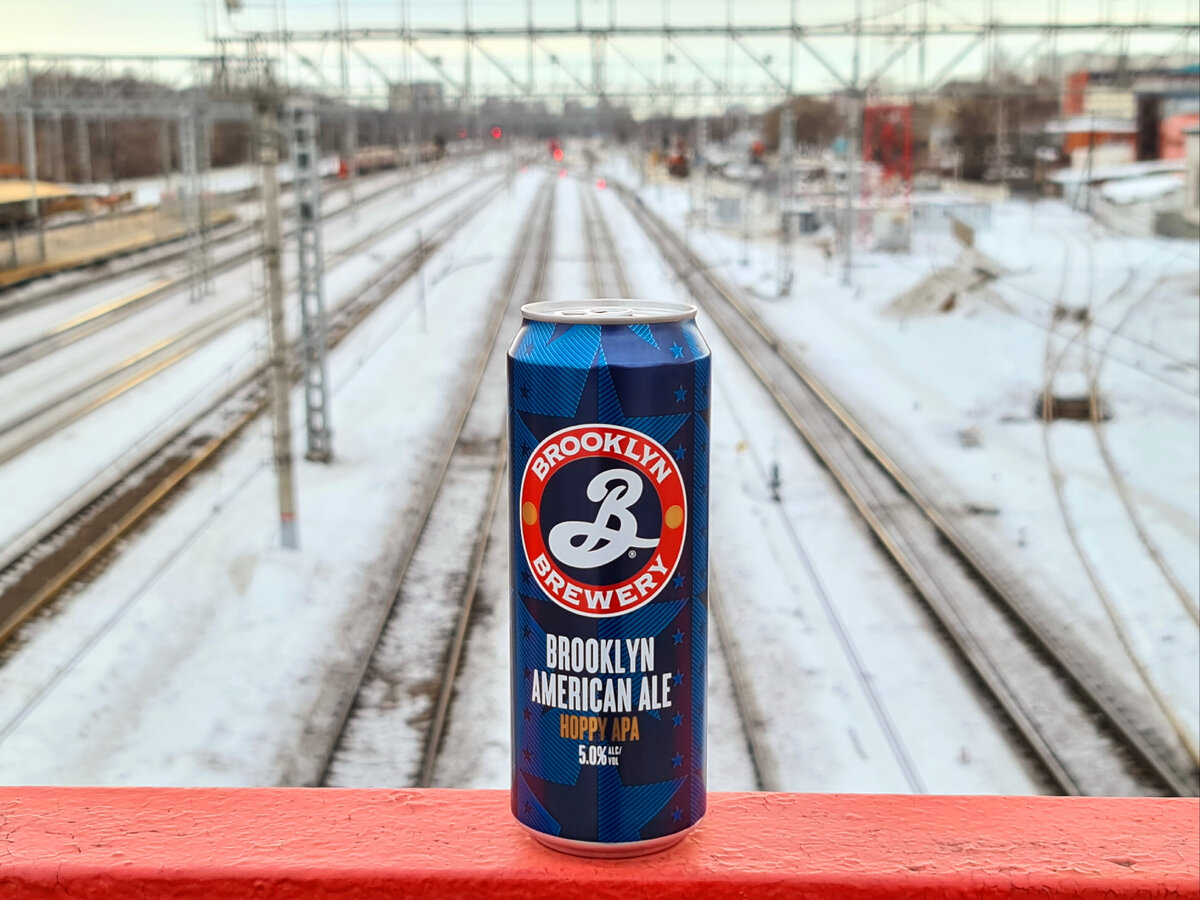 BROOKLYN
B
®
BREWERY
BROOKLYN
AMERICAN ALE
HOPPY APA
5.0% ALC/
VOL